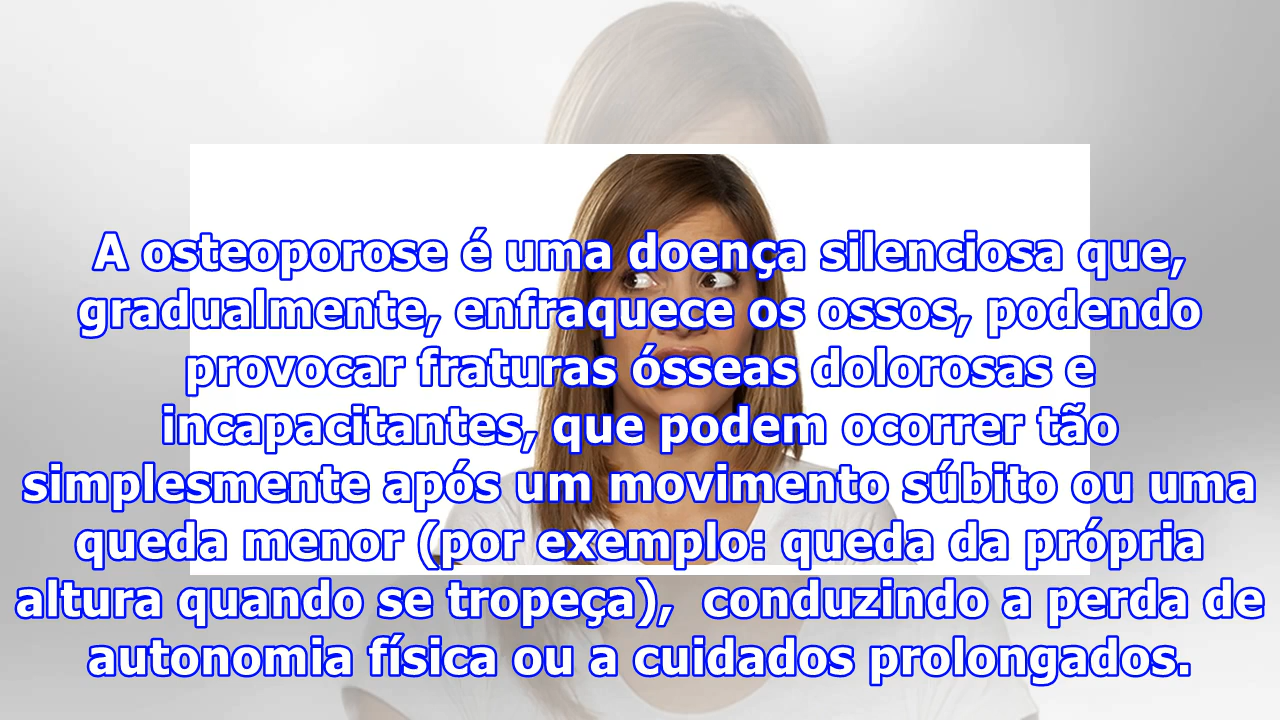 A osteoporose é uma doença silenciosa que,
gradualmente, enfraquece os ossos, podendo
provocar fraturas ósseas dolorosas e
incapacitantes, que podem ocorrer tão
simplesmente após um movimento súbito ou uma
queda menor (por exemplo: queda da própria
altura quando se tropeça),  conduzindo a perda de
autonomia física ou a cuidados prolongados.